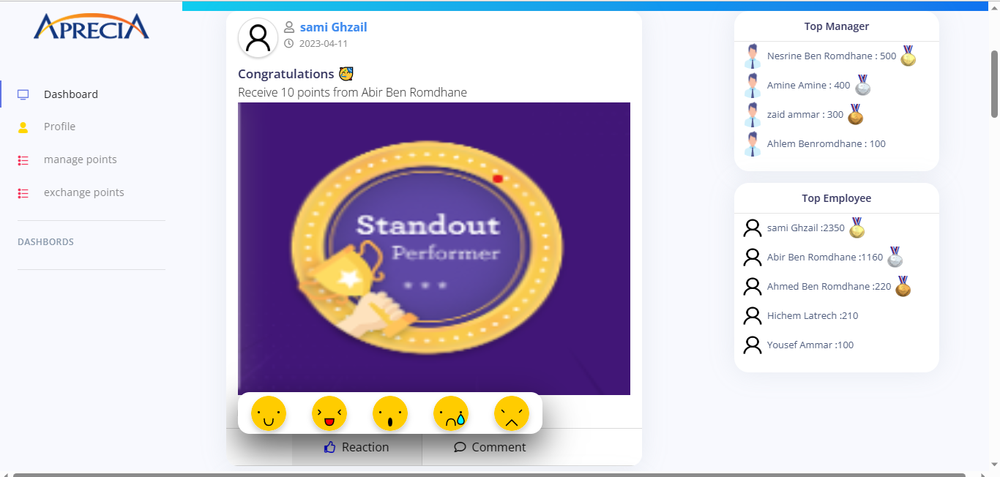 APRECIA
Dashboard
Profile
manage points
exchange points
DASHBORDS
sami Ghzail
2023-04-11
Congratulations 🥳
Receive 10 points from Abir Ben Romdhane
Standout
Performer
Reaction
Comment
Top Manager
Nesrine Ben Romdhane : 500
Amine Amine : 400
zaid ammar : 300
Ahlem Benromdhane : 100
Top Employee
sami Ghzail :2350
Abir Ben Romdhane :1160
Ahmed Ben Romdhane :220
Hichem Latrech :210
Yousef Ammar :100